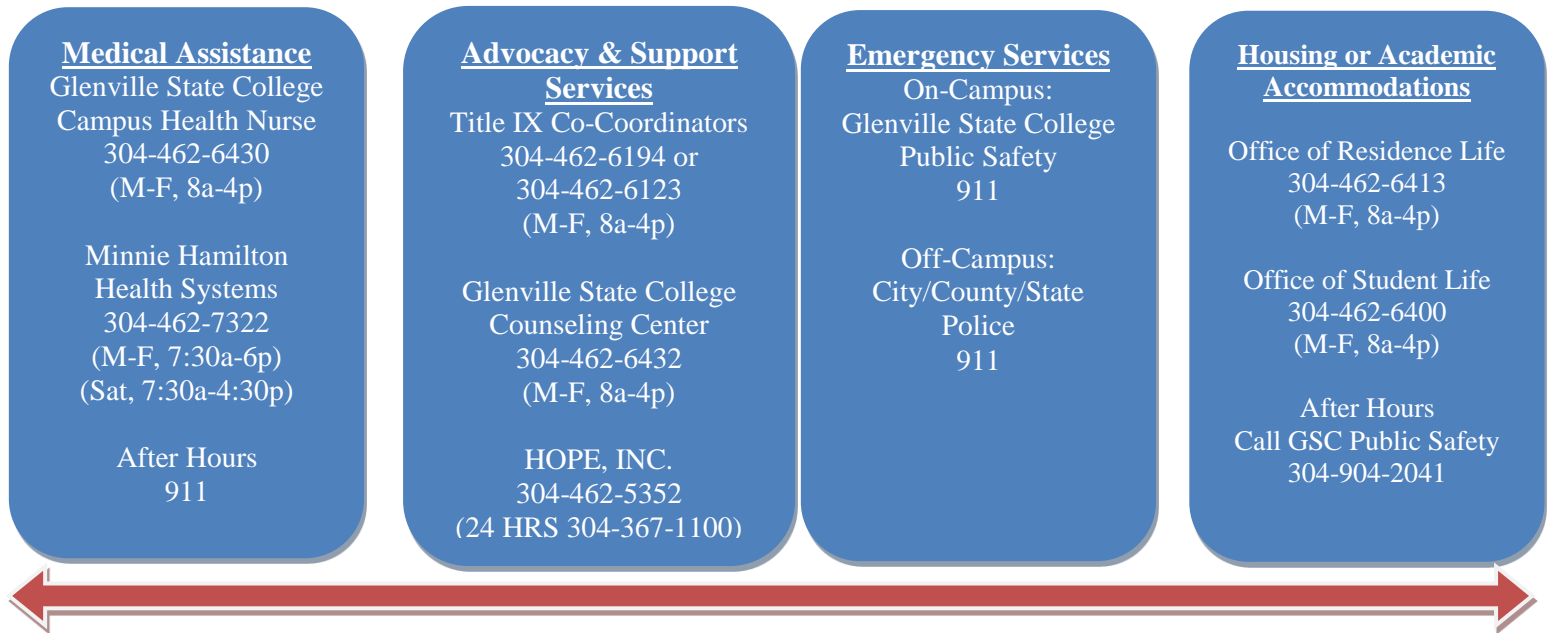 Medical Assistance
Glenville State College
Campus Health Nurse
304-462-6430
(M-F, 8a-4p)
Minnie Hamilton
Health Systems
304-462-7322
(M-F, 7:30a-6p)
(Sat, 7:30a-4:30p)
After Hours
911
Advocacy & Support
Services
Title IX Co-Coordinators
304-462-6194 or
304-462-6123
(M-F, 8a-4p)
Glenville State College
Counseling Center
304-462-6432
(M-F, 8a-4p)
HOPE, INC.
304-462-5352
(24 HRS 304-367-1100)
Emergency Services
On-Campus:
Glenville State College
Public Safety
911
Off-Campus:
City/County/State
Police
911
Housing or Academic
Accommodations
Office of Residence Life
304-462-6413
(M-F, 8a-4p)
Office of Student Life
304-462-6400
(M-F, 8a-4p)
After Hours
Call GSC Public Safety
304-904-2041